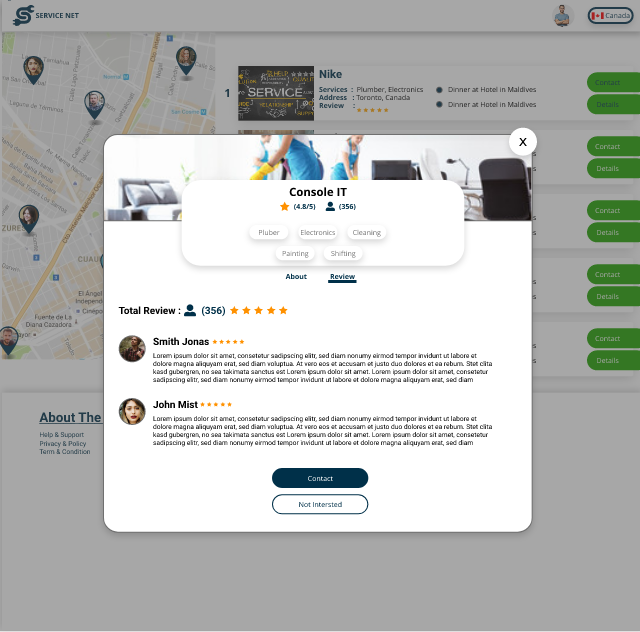 SERVICE NET
Canada
Nike
1
Services : Plumber, Electronics
Address : Toronto, Canada
Review :
Dinner at Hotel in Maldives
Dinner at Hotel in Maldives
Contact
Details
SERVICE
RELATIONSHIP
X
Console IT
(4.8/5) (356)
Pluber Electronics Cleaning
Painting Shifting
About Review
Total Review : (356)
Smith Jonas
Lorem ipsum dolor sit amet, consetetur sadipscing elitr, sed diam nonumy eirmod tempor invidunt ut labore et
dolore magna aliquyam erat, sed diam voluptua. At vero eos et accusam et justo duo dolores et ea rebum. Stet clita
kasd gubergren, no sea takimata sanctus est Lorem ipsum dolor sit amet. Lorem ipsum dolor sit amet, consetetur
sadipscing elitr, sed diam nonumy eirmod tempor invidunt ut labore et dolore magna aliquyam erat, sed diam
John Mist
Lorem ipsum dolor sit amet, consetetur sadipscing elitr, sed diam nonumy eirmod tempor invidunt ut labore et
dolore magna aliquyam erat, sed diam voluptua. At vero eos et accusam et justo duo dolores et ea rebum. Stet clita
kasd gubergren, no sea takimata sanctus est Lorem ipsum dolor sit amet. Lorem ipsum dolor sit amet, consetetur
sadipscing elitr, sed diam nonumy eirmod tempor invidunt ut labore et dolore magna aliquyam erat, sed diam
Contact
Not Intersted
Contact
Details
Contact
Details
Contact
Details
Contact
Details
El Ángel
Fuente de La
Diana Cazadora
About The
Help & Support
Privacy & Policy
Term & Condition